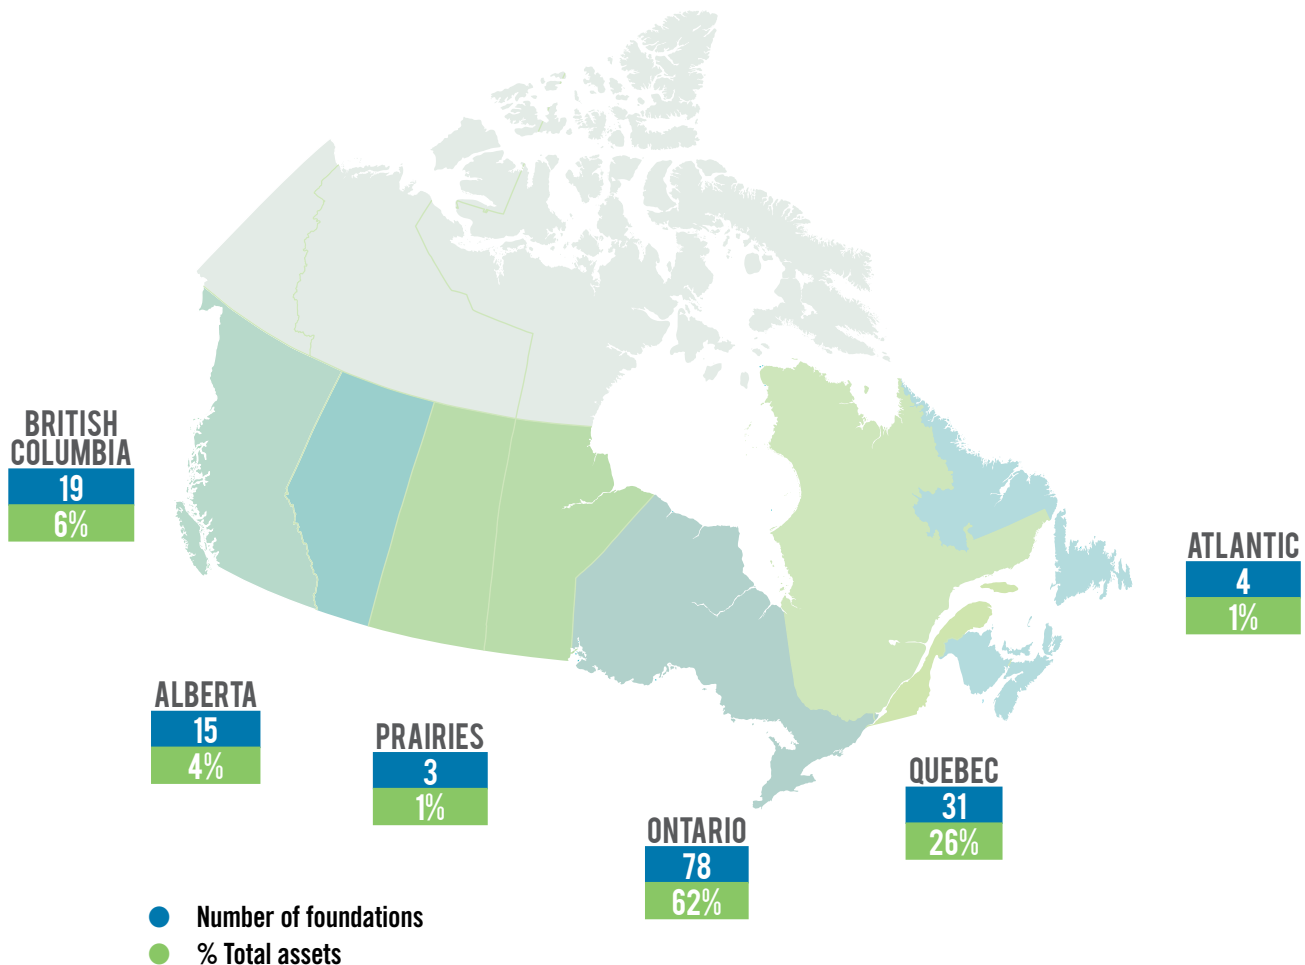 BRITISH
COLUMBIA
19
6%
ALBERTA
15
4%
PRAIRIES
3
1%
ONTARIO
78
62%
QUEBEC
31
26%
ATLANTIC
4
1%
Number of foundations
% Total assets